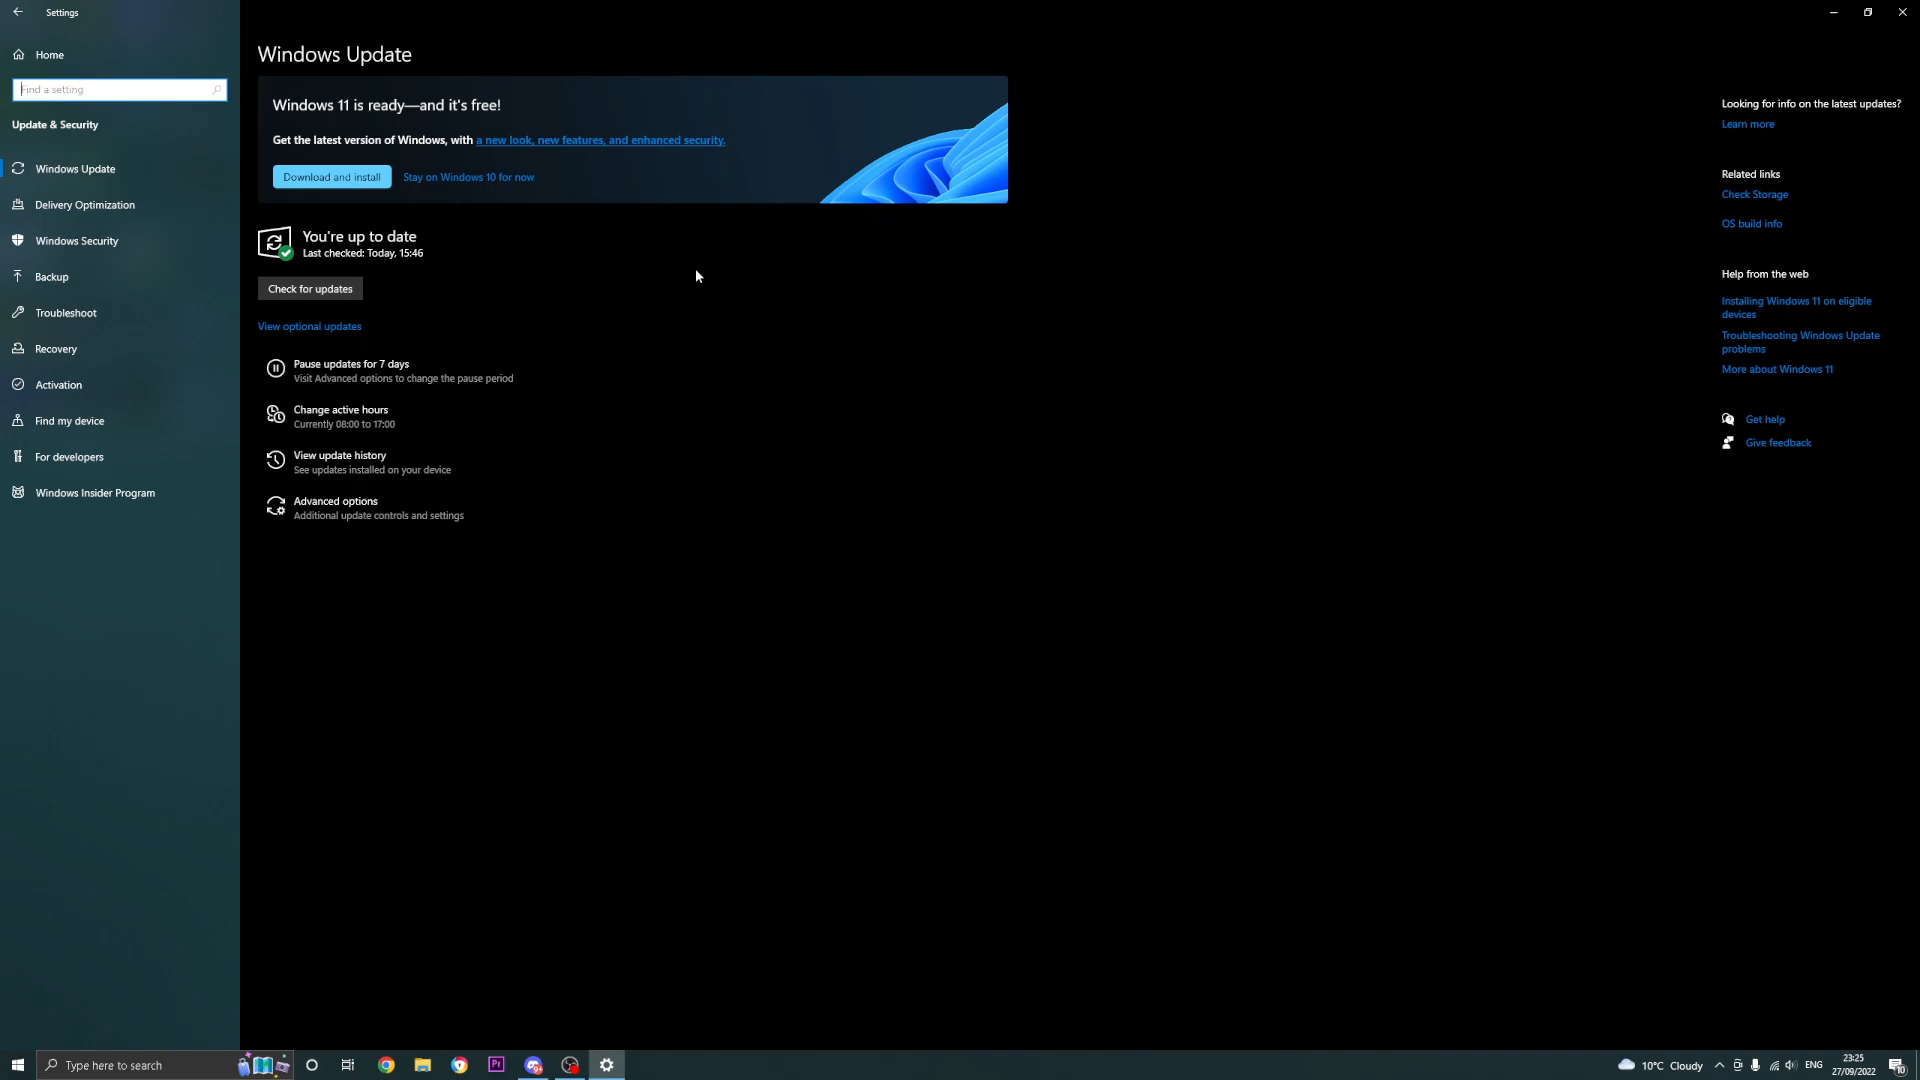 Settings
Home
Find a setting
Update & Security
Windows Update
Delivery Optimization
Windows Security
Backup
Troubleshoot
Recovery
Activation
Find my device
For developers
Windows Insider Program
Windows Update
Windows 11 is ready—and it's free!
Get the latest version of Windows, with a new look, new features, and enhanced security.
Download and install
Stay on Windows 10 for now
You're up to date
Last checked: Today, 15:46
Check for updates
View optional updates
Pause updates for 7 days
Visit Advanced options to change the pause period
Change active hours
Currently 08:00 to 17:00
View update history
See updates installed on your device
Advanced options
Additional update controls and settings
Looking for info on the latest updates?
Learn more
Related links
Check Storage
OS build info
Help from the web
Installing Windows 11 on eligible
devices
Troubleshooting Windows Update
problems
More about Windows 11
Get help
Give feedback
Type here to search
Pr
9+
10°C Cloudy
ENG
23:25
27/09/2022
10